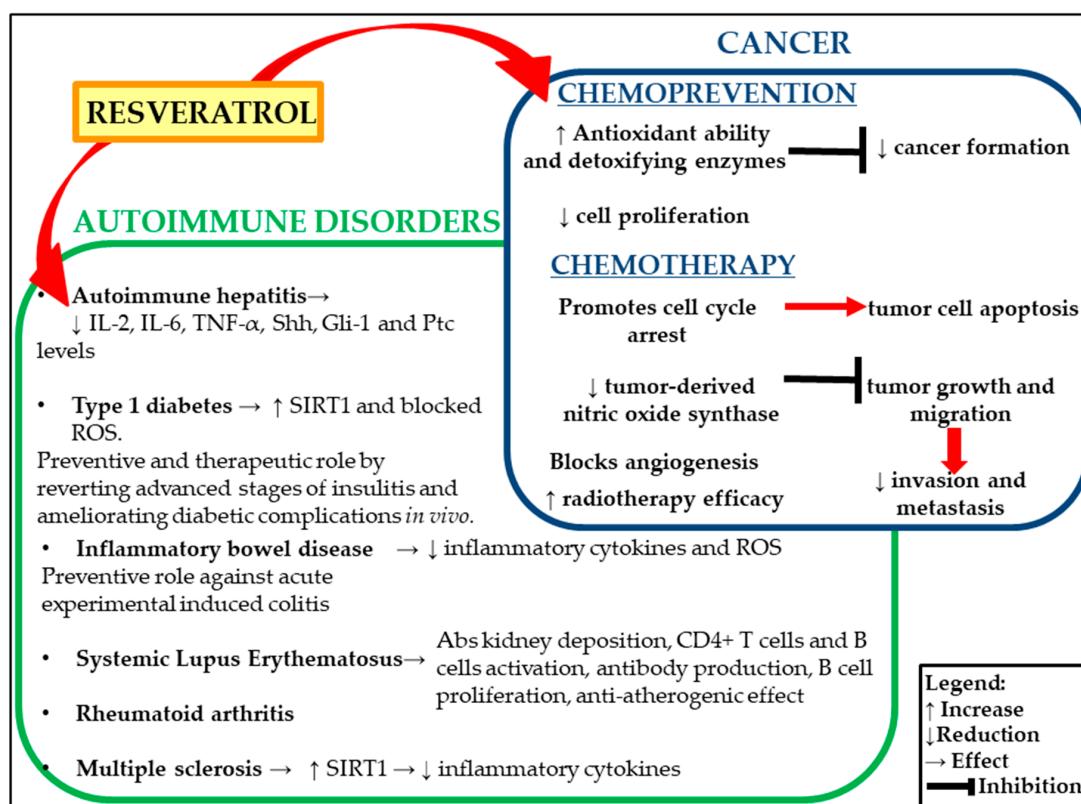 CANCER
RESVERATROL
CHEMOPREVENTION
↑ Antioxidant ability
and detoxifying enzymes
↓ cancer formation
↓ cell proliferation
CHEMOTHERAPY
Promotes cell cycle
arrest
tumor cell apoptosis
↓ tumor-derived
nitric oxide synthase
tumor growth and
migration
Blocks angiogenesis
↑ radiotherapy efficacy
↓ invasion and
metastasis
AUTOIMMUNE DISORDERS
• Autoimmune hepatitis→
↓ IL-2, IL-6, TNF-α, Shh, Gli-1 and Ptc
levels
• Type 1 diabetes → ↑ SIRT1 and blocked
ROS.
Preventive and therapeutic role by
reverting advanced stages of insulitis and
ameliorating diabetic complications in vivo.
• Inflammatory bowel disease → ↓ inflammatory cytokines and ROS
Preventive role against acute
experimental induced colitis
• Systemic Lupus Erythematosus→
Abs kidney deposition, CD4+ T cells and B
cells activation, antibody production, B cell
proliferation, anti-atherogenic effect
• Rheumatoid arthritis
• Multiple sclerosis → ↑ SIRT1 → ↓ inflammatory cytokines
Legend:
↑ Increase
↓Reduction
→ Effect
Inhibition